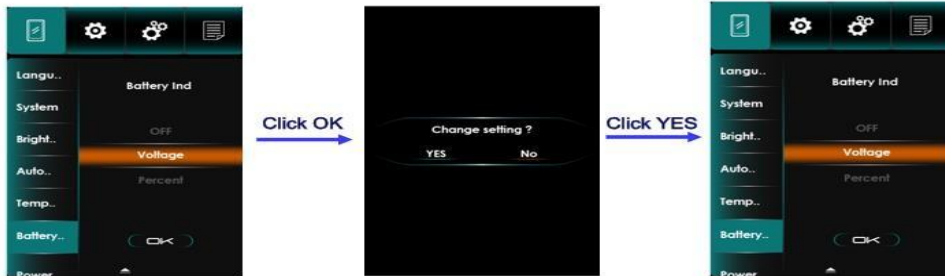 Langu..
Battery Ind
System
OFF
Bright..
Voltage
Auto..
Percent
Temp..
Battery..
OK
Power
Click OK
Change setting ?
YES No
Click YES
Langu..
Battery Ind
System
OFF
Bright..
Voltage
Auto..
Percent
Temp..
Battery..
OK
Power